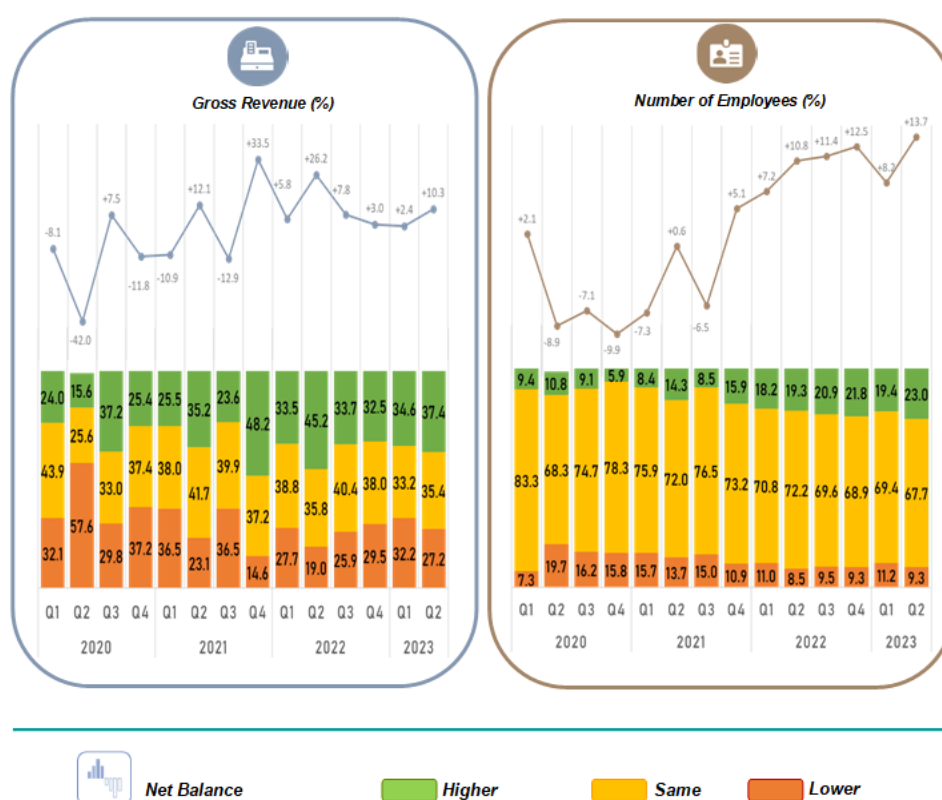 Gross Revenue (%)
-8.1
-42.0
+7.5
-11.8
-10.9
+12.1
-12.9
+33.5
+5.8
+26.2
+7.8
+3.0
+2.4
+10.3
24.0 15.6 37.2 25.4 25.5 35.2 23.6 48.2 33.5 45.2 33.7 32.5 34.6 37.4
43.9 25.6 33.0 37.4 38.0 41.7 39.9 37.2 38.8 35.8 40.4 38.0 33.2 35.4
32.1 57.6 29.8 37.2 36.5 23.1 36.5 14.6 27.7 19.0 25.9 29.5 32.2 27.2
Q1 Q2 Q3 Q4 Q1 Q2 Q3 Q4 Q1 Q2 Q3 Q4 Q1 Q2
2020 2021 2022 2023
Number of Employees (%)
+2.1
-8.9
-7.1
-9.9
-7.3
+0.6
-6.5
+5.1
+7.2
+10.8
+11.4
+12.5
+8.2
+13.7
9.4 10.8 9.1 5.9 8.4 14.3 8.5 15.9 18.2 19.3 20.9 21.8 19.4 23.0
83.3 68.3 74.7 78.3 75.9 72.0 76.5 73.2 70.8 72.2 69.6 68.9 69.4 67.7
7.3 19.7 16.2 15.8 15.7 13.7 15.0 10.9 11.0 8.5 9.5 9.3 11.2 9.3
Q1 Q2 Q3 Q4 Q1 Q2 Q3 Q4 Q1 Q2 Q3 Q4 Q1 Q2
2020 2021 2022 2023
Net Balance Higher Same Lower